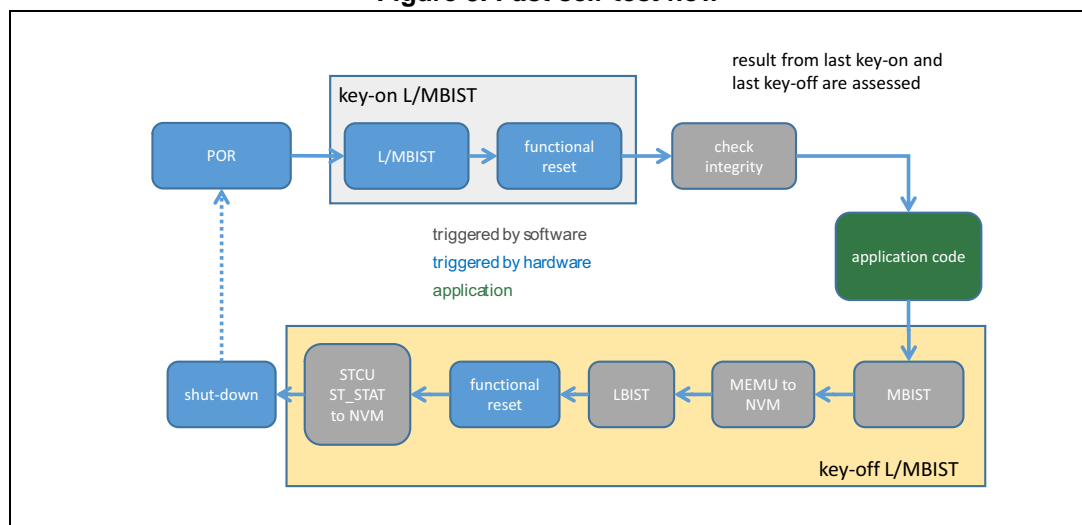 result from last key-on and
last key-off are assessed
key-on L/MBIST
POR
L/MBIST
functional
reset
check
integrity
triggered by software
triggered by hardware
application
application code
shut-down
STCU
ST_STAT
to NVM
functional
reset
LBIST
MEMU to
NVM
MBIST
key-off L/MBIST